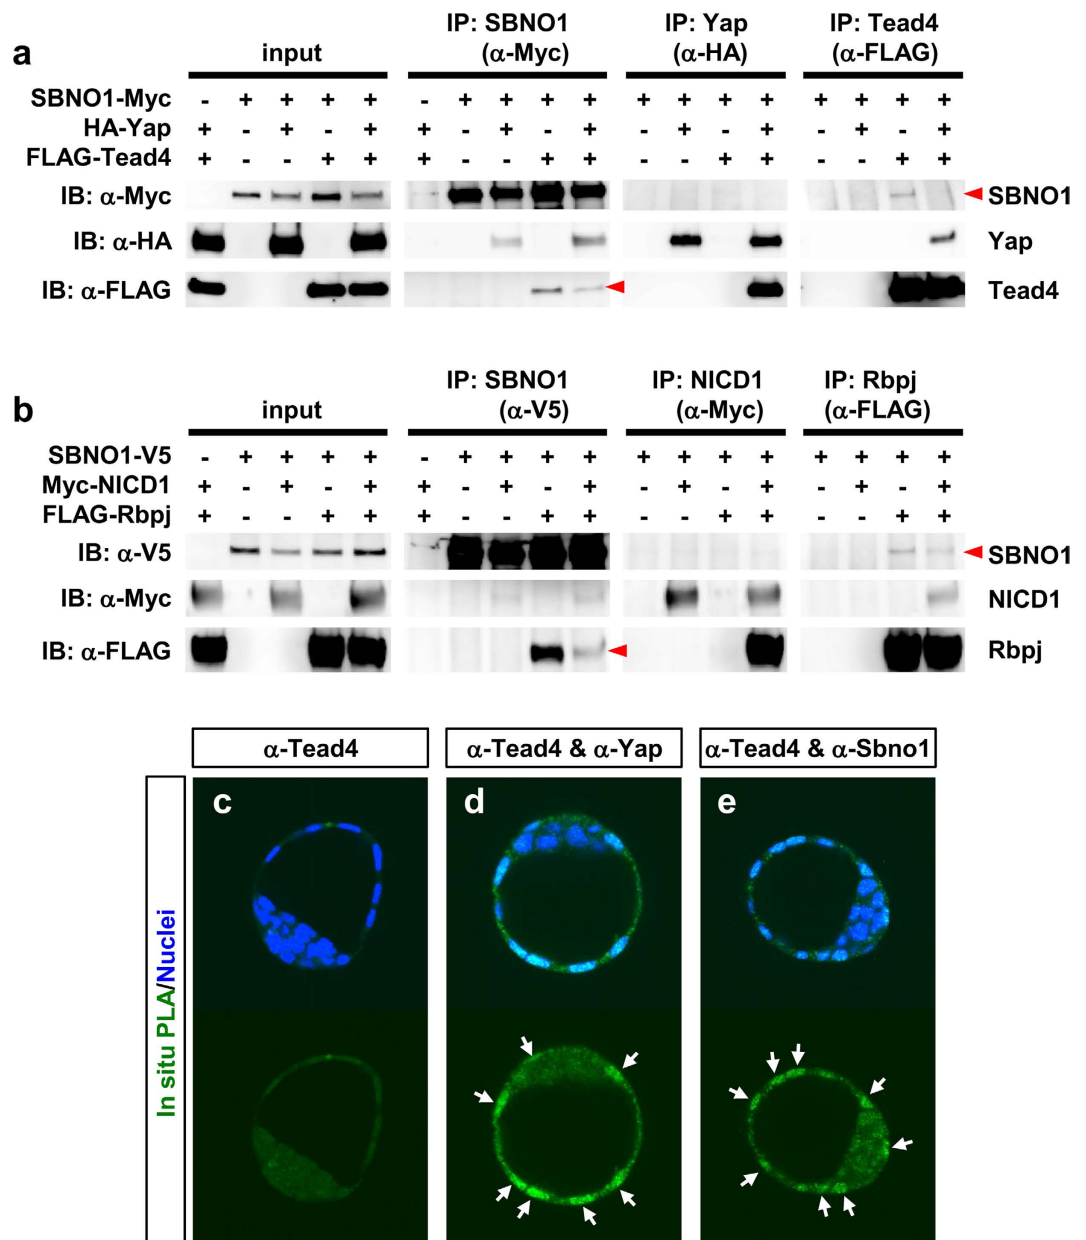 a
input
IP: SBNO1
(α-Myc)
IP: Yap
(α-HA)
IP: Tead4
(α-FLAG)
SBNO1-Myc - + + + + - + + + + + + + + + + + +
HA-Yap + - + - + + - + - + - + - + - + - +
FLAG-Tead4 + - - + + + - - + + - - + + - - + +
IB: α-Myc SBNO1
IB: α-HA Yap
IB: α-FLAG Tead4
b
input
IP: SBNO1
(α-V5)
IP: NICD1
(α-Myc)
IP: Rbpj
(α-FLAG)
SBNO1-V5 - + + + + - + + + + + + + + + + + +
Myc-NICD1 + - + - + + - + - + - + - + - + - +
FLAG-Rbpj + - - + + + - - + + - - + + - - + +
IB: α-V5 SBNO1
IB: α-Myc NICD1
IB: α-FLAG Rbpj
α-Tead4
α-Tead4 & α-Yap
α-Tead4 & α-Sbno1
In situ PLA/Nuclei
c
d
e